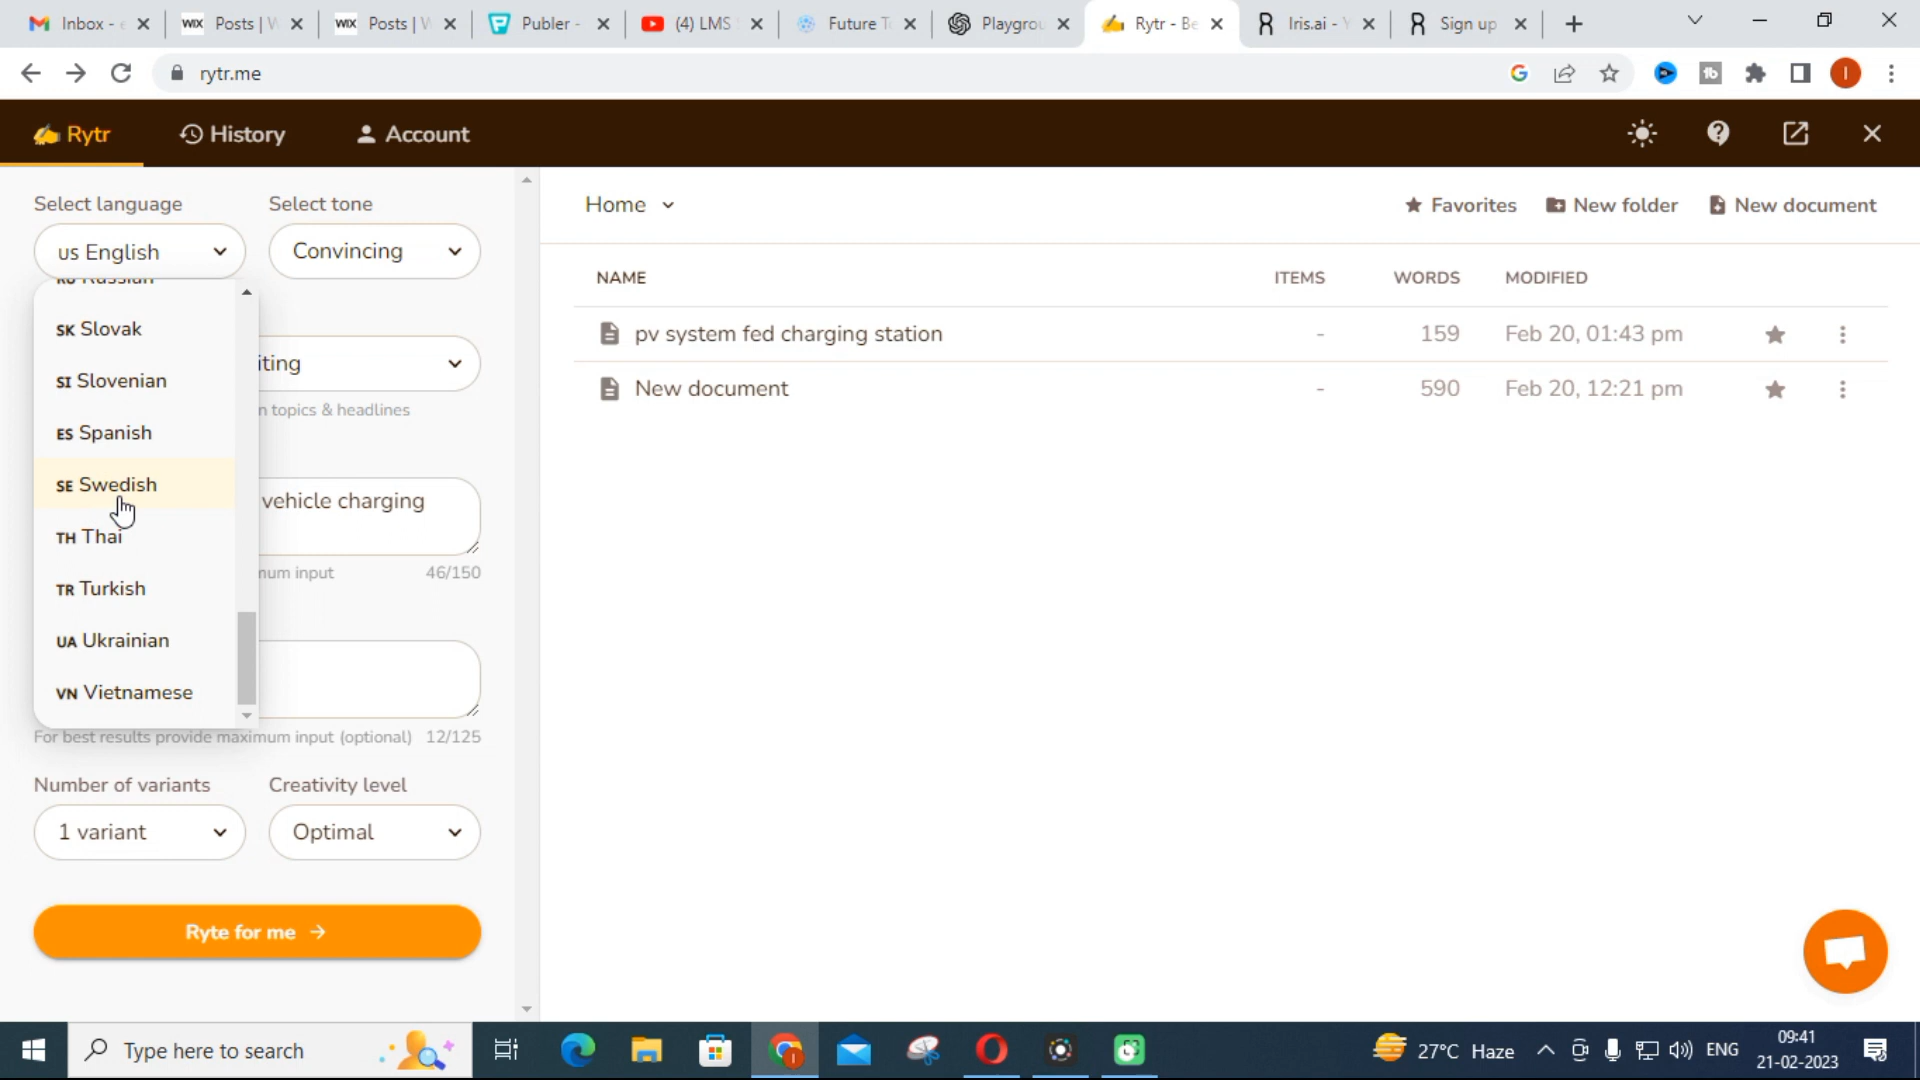 Inbox - e
WIX Posts | W
WIX Posts | W
Publer -
(4) LMS
Future T
Playgrou
Rytr - Be
Iris.ai - Y
Sign up
rytr.me
Rytr
History
Account
Select language
Select tone
us English
Convincing
RU Russian
SK Slovak
SI Slovenian
ES Spanish
SE Swedish
TH Thai
TR Turkish
UA Ukrainian
VN Vietnamese
iting
n topics & headlines
vehicle charging
num input 46/150
For best results provide maximum input (optional) 12/125
Number of variants
Creativity level
1 variant
Optimal
Ryte for me →
Home
Favorites
New folder
New document
NAME ITEMS WORDS MODIFIED
pv system fed charging station - 159 Feb 20, 01:43 pm
New document - 590 Feb 20, 12:21 pm
Type here to search
27°C Haze
ENG
09:41
21-02-2023